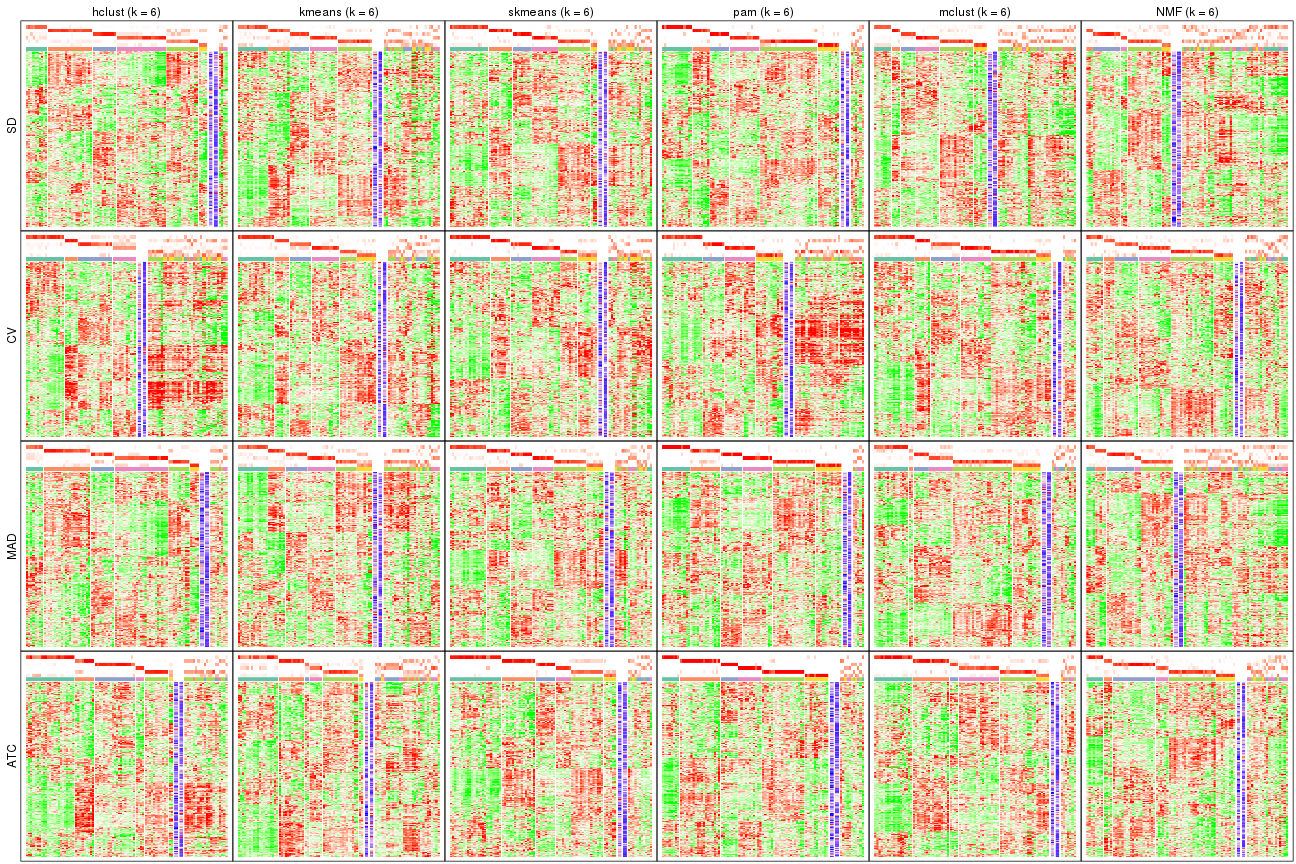 hclust (k = 6) kmeans (k = 6) skmeans (k = 6) pam (k = 6) mclust (k = 6) NMF (k = 6)
SD
CV
MAD
ATC